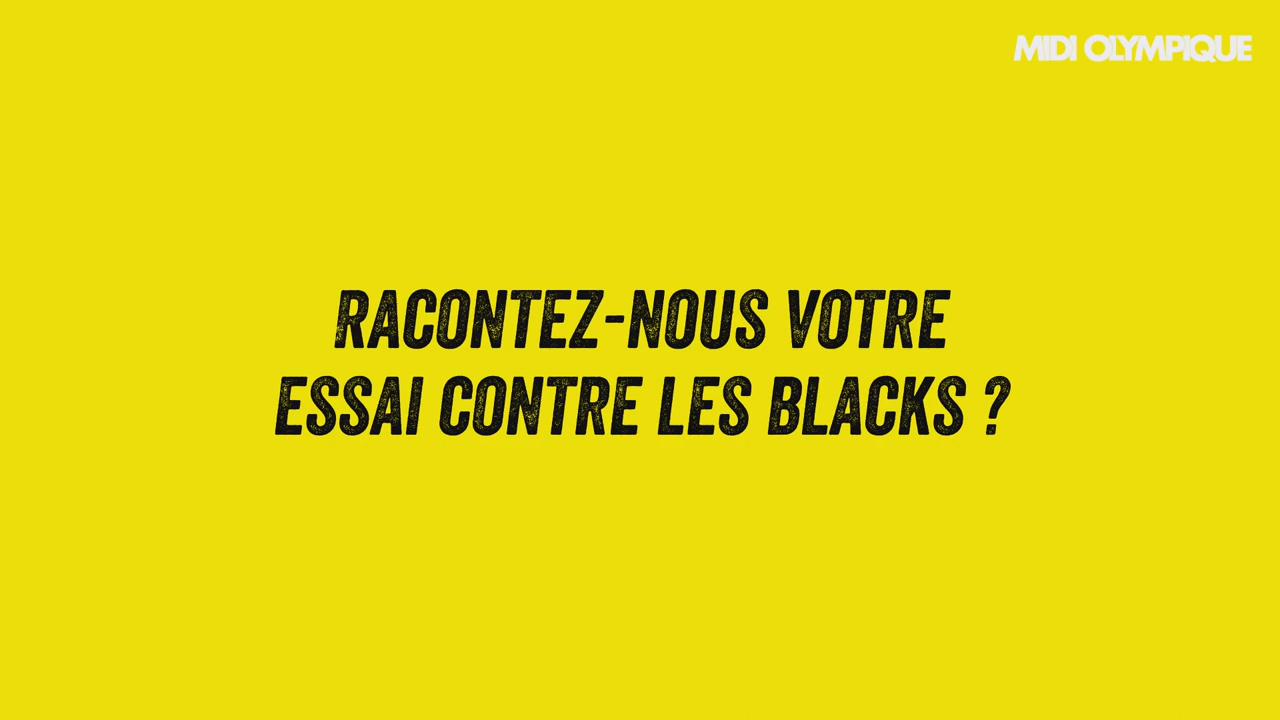 MIDI OLYMPIQUE
RACONTEZ-NOUS VOTRE
ESSAI CONTRE LES BLACKS ?